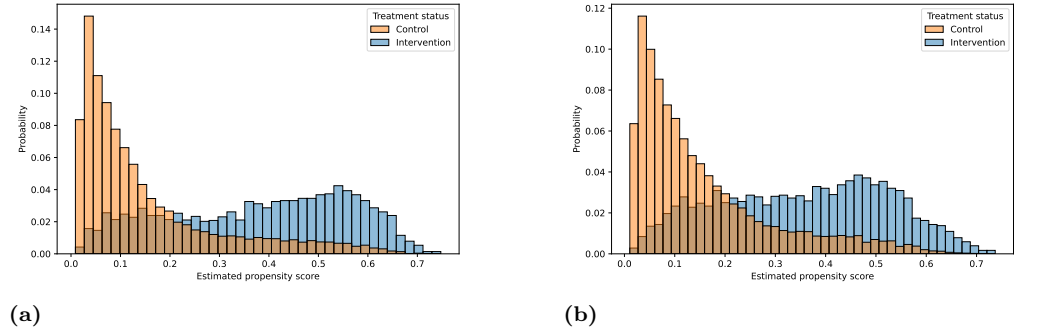 Treatment status
Control
Intervention
0.14
0.12
0.10
0.08
0.06
0.04
0.02
0.00
Probability
0.0 0.1 0.2 0.3 0.4 0.5 0.6 0.7
Estimated propensity score
(a)
Treatment status
Control
Intervention
0.12
0.10
0.08
0.06
0.04
0.02
0.00
Probability
0.0 0.1 0.2 0.3 0.4 0.5 0.6 0.7
Estimated propensity score
(b)